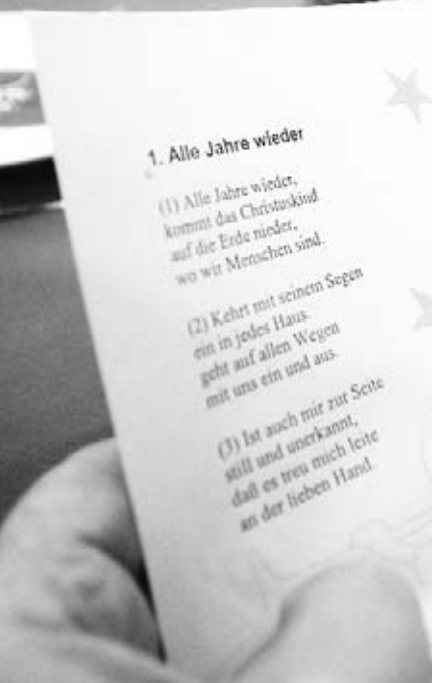 1. Alle Jahre wieder
(1) Alle Jahre wieder,
kommt das Christuskind
auf die Erde nieder,
wo wir Menschen sind.
(2) Kehrt mit seinem Segen
ein in jedes Haus.
geht auf allen Wegen
mit uns ein und aus.
(3) Ist auch mir zur Seite
still und unerkannt,
daß es treu mich leite
an der lieben Hand.